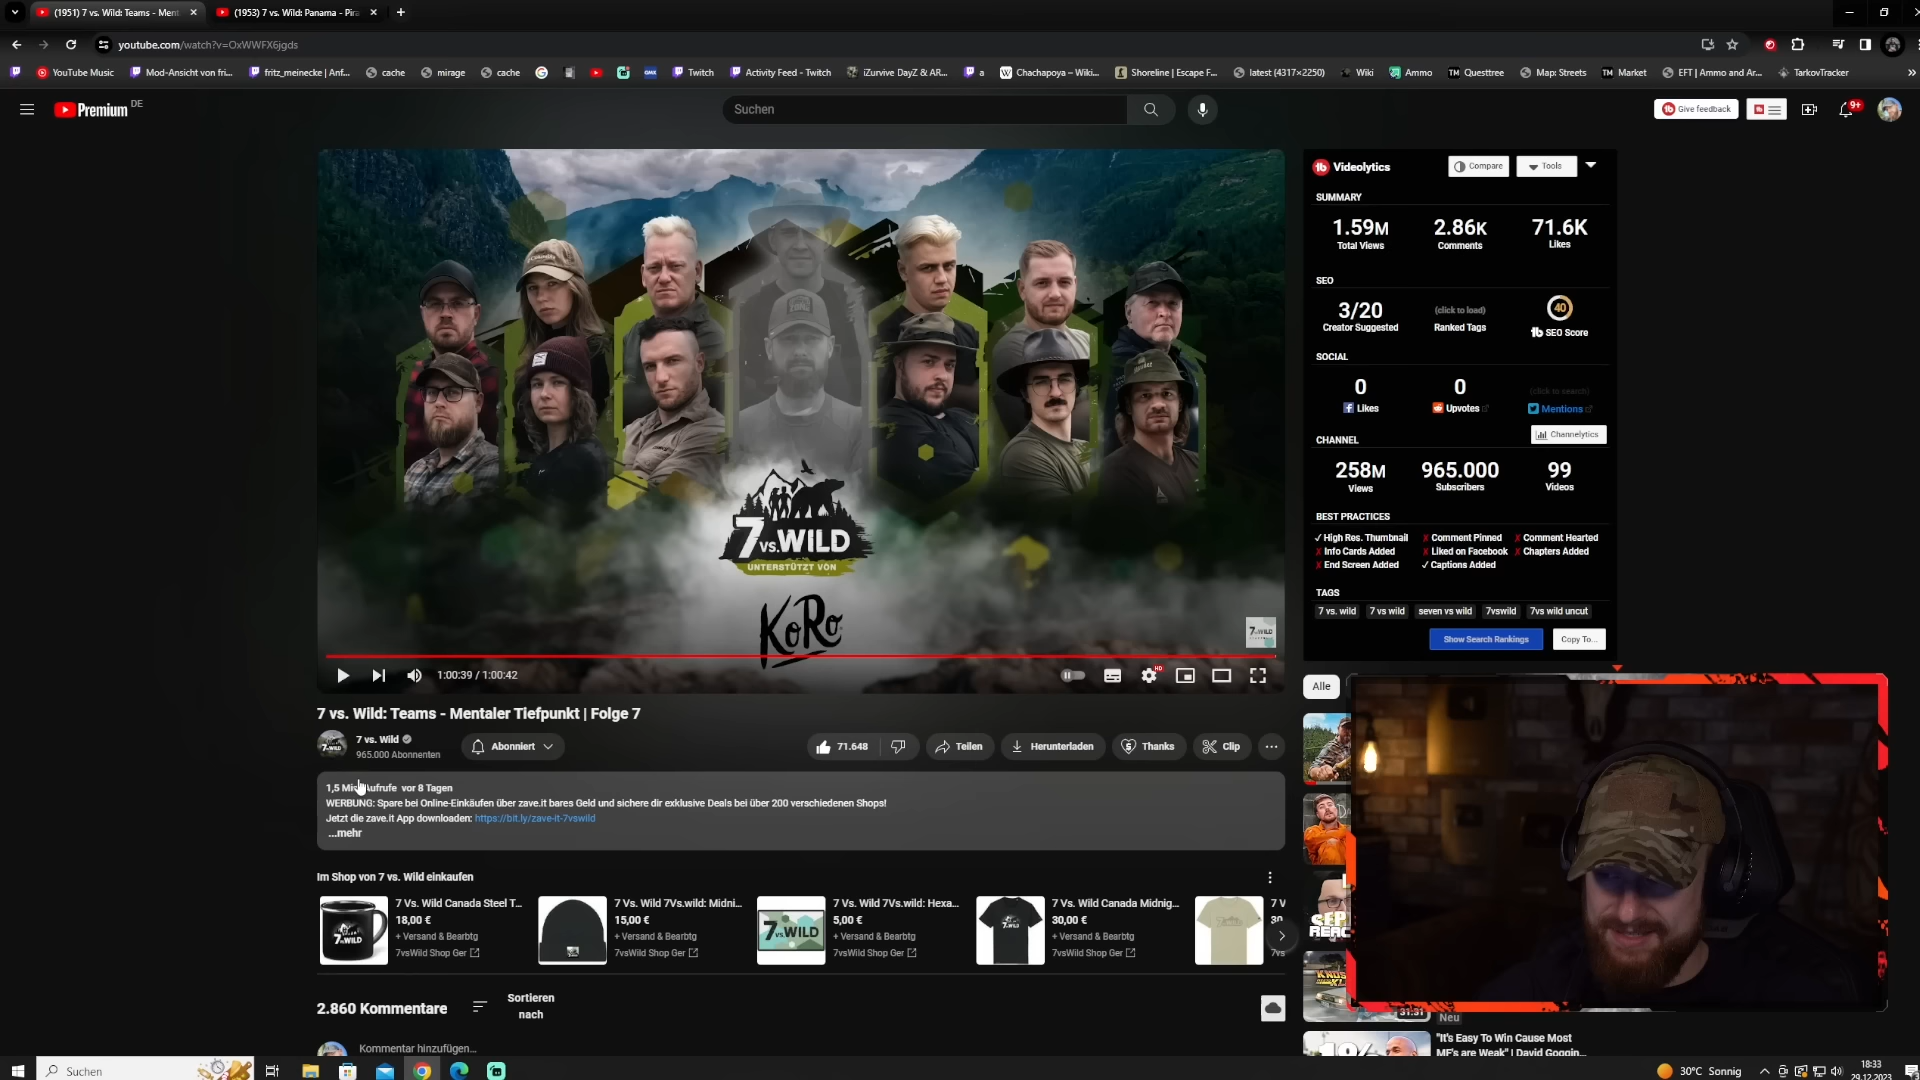 (1951) 7 vs. Wild: Teams - Ment
(1953) 7 vs. Wild: Panama - Pira
youtube.com/watch?v=OxWWFX6jgds
YouTube Music
Mod-Ansicht von fri...
fritz_meinecke | Anf...
cache
mirage
cache
GMX
Twitch
Activity Feed - Twitch
iZurvive DayZ & AR...
a
Chachapoya – Wiki...
Shoreline | Escape F...
latest (4317×2250)
Wiki
Ammo
Questtree
Map: Streets
Market
EFT | Ammo and Ar...
TarkovTracker
Premium DE
Suchen
Give feedback
9+
7 vs. WILD
UNTERSTÜTZT VON
KoRo
1:00:39 / 1:00:42
HD
7 vs. Wild: Teams - Mentaler Tiefpunkt | Folge 7
7 vs. Wild
965.000 Abonnenten
Abonniert
71.648
Teilen
Herunterladen
Thanks
Clip
1,5 Mio. Aufrufe vor 8 Tagen
WERBUNG: Spare bei Online-Einkäufen über zave.it bares Geld und sichere dir exklusive Deals bei über 200 verschiedenen Shops!
Jetzt die zave.it App downloaden: https://bit.ly/zave-it-7vswild
...mehr
Im Shop von 7 vs. Wild einkaufen
7 Vs. Wild Canada Steel T...
18,00 €
+ Versand & Bearbtg
7vsWild Shop Ger
7 Vs. Wild 7Vs.wild: Midni...
15,00 €
+ Versand & Bearbtg
7vsWild Shop Ger
7 Vs. Wild 7Vs.wild: Hexa...
5,00 €
+ Versand & Bearbtg
7vsWild Shop Ger
7 Vs. Wild Canada Midnig...
30,00 €
+ Versand & Bearbtg
7vsWild Shop Ger
7 V
30
2.860 Kommentare
Sortieren
nach
Kommentar hinzufügen...
Videolytics
Compare
Tools
SUMMARY
1.59M
Total Views
2.86K
Comments
71.6K
Likes
SEO
3/20
Creator Suggested
(click to load)
Ranked Tags
40
SEO Score
SOCIAL
0
Likes
0
Upvotes
(click to search)
Mentions
CHANNEL
Channelytics
258M
Views
965.000
Subscribers
99
Videos
BEST PRACTICES
High Res. Thumbnail
Comment Pinned
Comment Hearted
Info Cards Added
Liked on Facebook
Chapters Added
End Screen Added
Captions Added
TAGS
7 vs. wild
7 vs wild
seven vs wild
7vswild
7vs wild uncut
Show Search Rankings
Copy To...
Alle
31:31
Neu
"It's Easy To Win Cause Most
MF's are Weak" | David Goggin...
Suchen
30°C Sonnig
18:33
29.12.2023